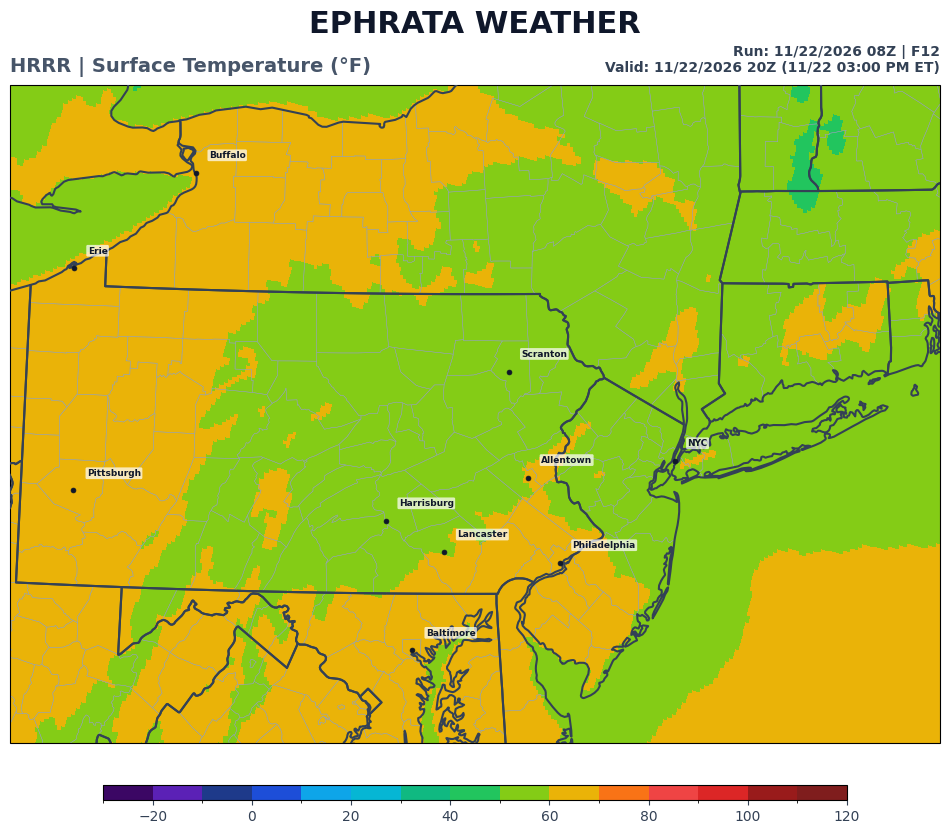 EPHRATA WEATHER
HRRR | Surface Temperature (°F)
Run: 11/22/2026 08Z | F12
Valid: 11/22/2026 20Z (11/22 03:00 PM ET)
Buffalo
Erie
Scranton
NYC
Allentown
Pittsburgh
Harrisburg
Lancaster
Philadelphia
Baltimore
−20 0 20 40 60 80 100 120